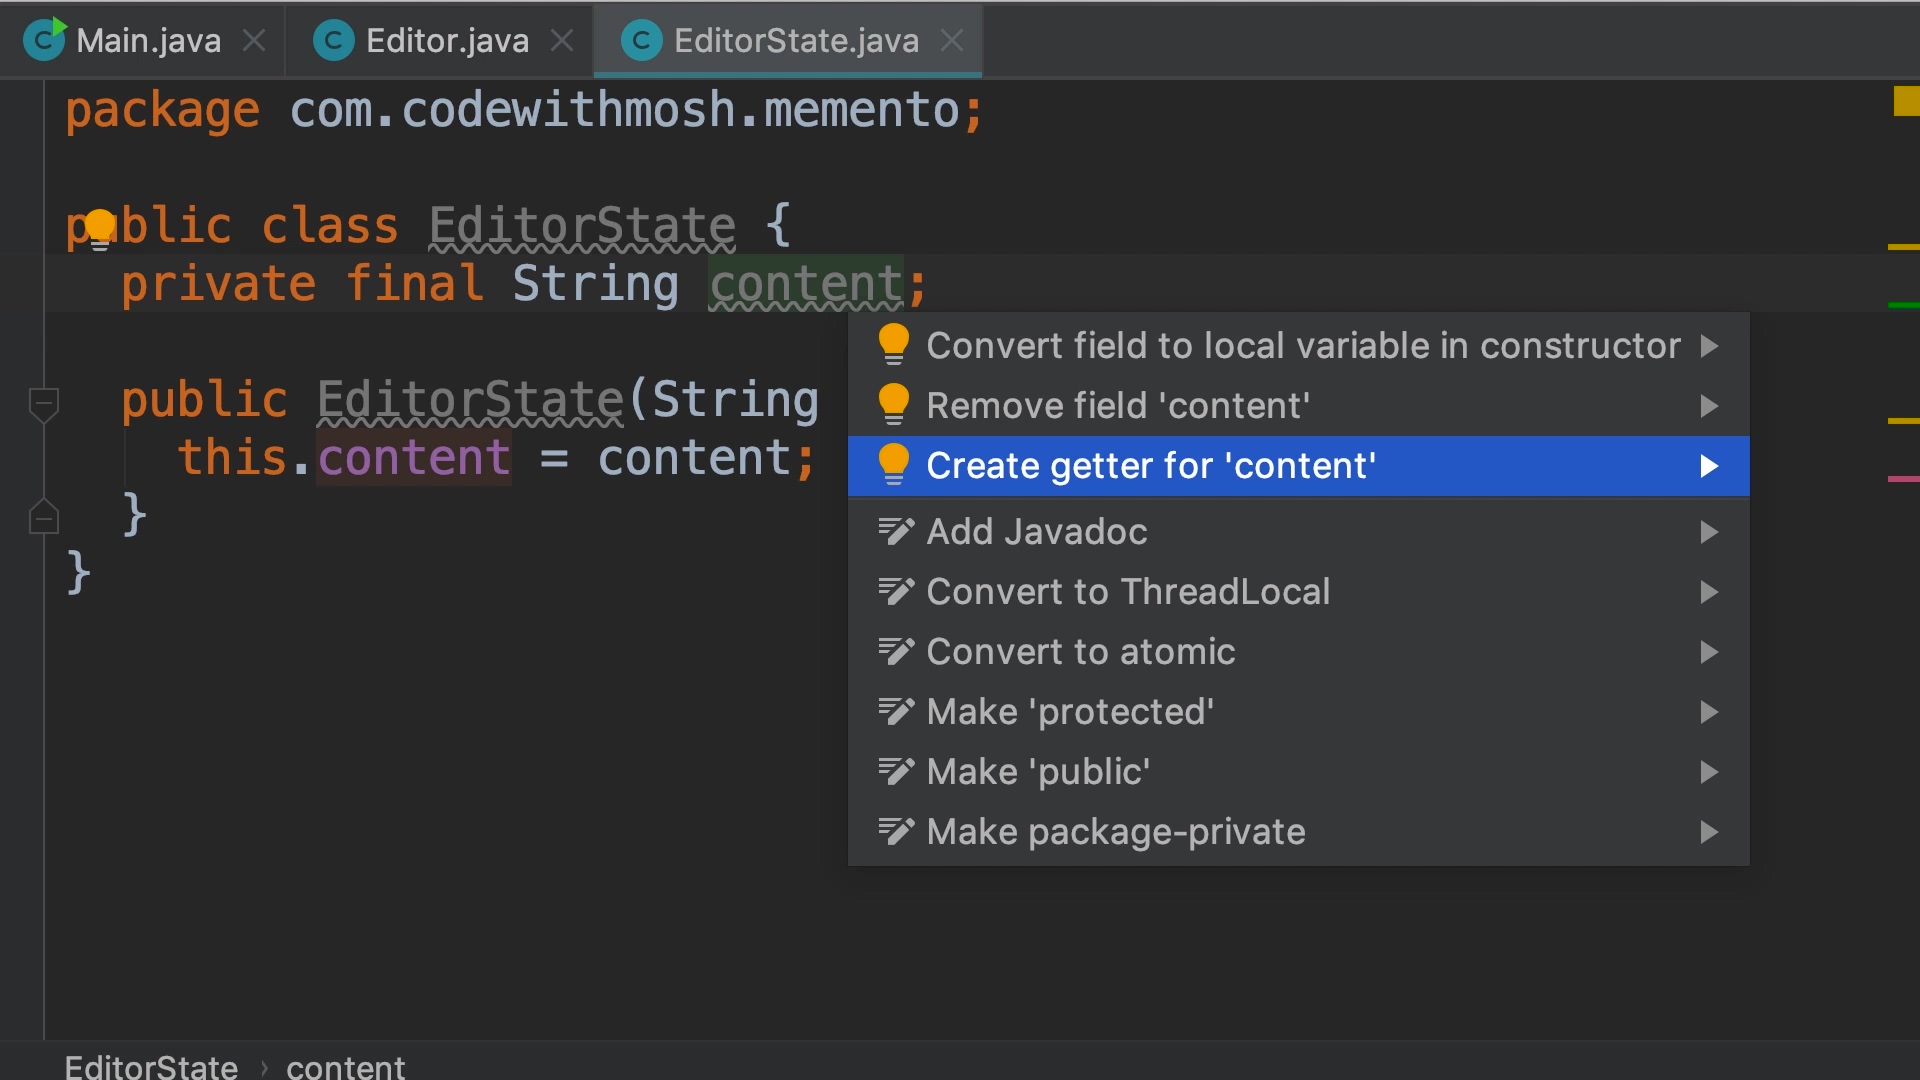 Main.java Editor.java EditorState.java
package com.codewithmosh.memento;
public class EditorState {
private final String content;
public EditorState(String
this.content = content;
}
}
Convert field to local variable in constructor
Remove field 'content'
Create getter for 'content'
Add Javadoc
Convert to ThreadLocal
Convert to atomic
Make 'protected'
Make 'public'
Make package-private
EditorState › content